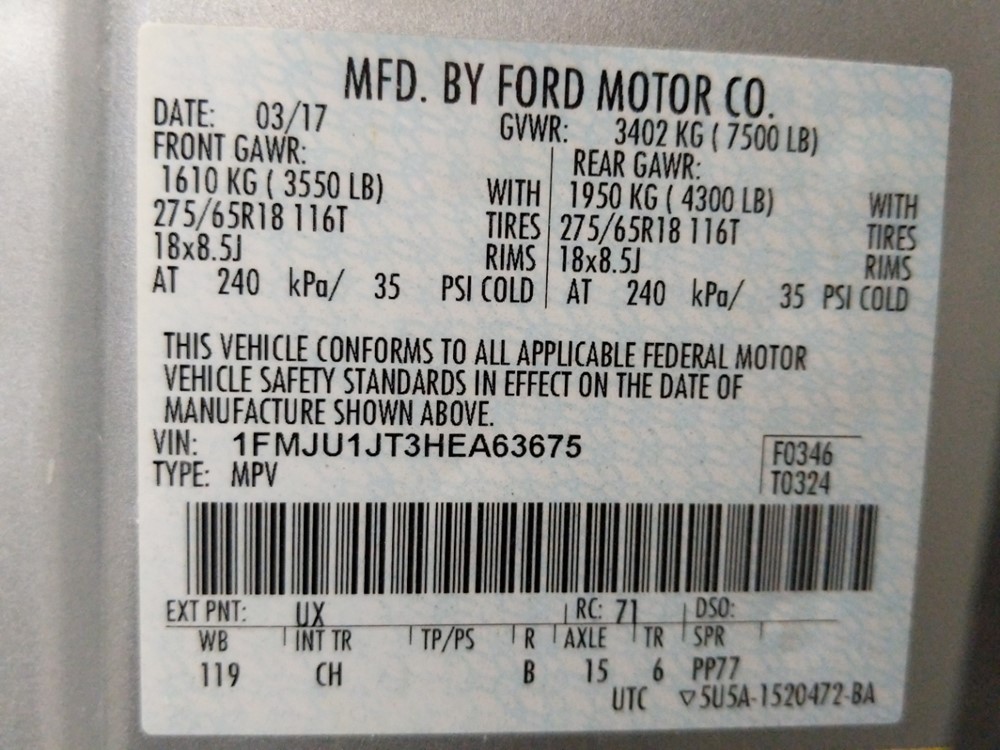 MFD. BY FORD MOTOR CO.
DATE: 03/17 GVWR: 3402 KG ( 7500 LB)
FRONT GAWR: REAR GAWR:
1610 KG ( 3550 LB) WITH 1950 KG ( 4300 LB) WITH
275/65R18 116T TIRES 275/65R18 116T TIRES
18x8.5J RIMS 18x8.5J RIMS
AT 240 kPa/ 35 PSI COLD AT 240 kPa/ 35 PSI COLD
THIS VEHICLE CONFORMS TO ALL APPLICABLE FEDERAL MOTOR
VEHICLE SAFETY STANDARDS IN EFFECT ON THE DATE OF
MANUFACTURE SHOWN ABOVE.
VIN: 1FMJU1JT3HEA63675 F0346
TYPE: MPV T0324
EXT PNT: UX RC: 71 DSO:
WB INT TR TP/PS R AXLE TR SPR
119 CH B 15 6 PP77
UTC ▽5U5A-1520472-BA